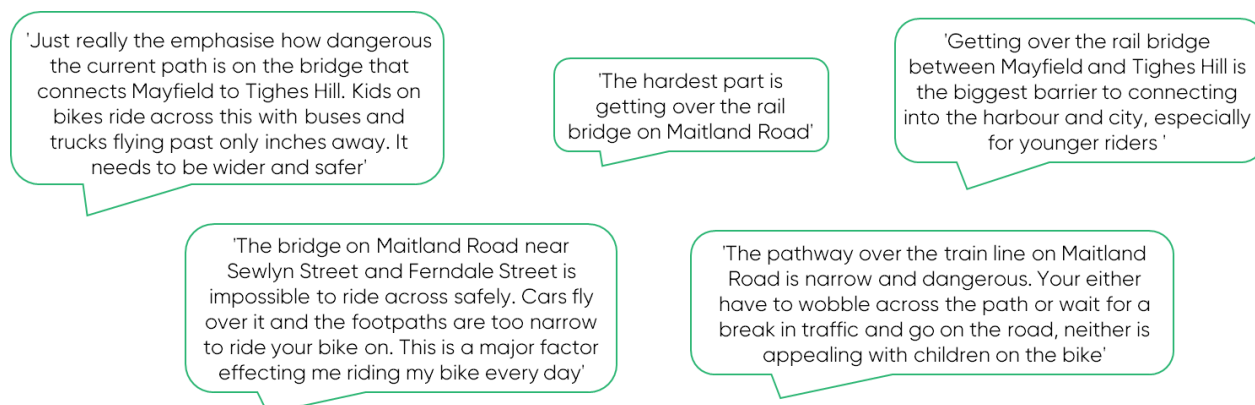 'Just really the emphasise how dangerous
the current path is on the bridge that
connects Mayfield to Tighes Hill. Kids on
bikes ride across this with buses and
trucks flying past only inches away. It
needs to be wider and safer'
'The hardest part is
getting over the rail
bridge on Maitland Road'
'Getting over the rail bridge
between Mayfield and Tighes Hill is
the biggest barrier to connecting
into the harbour and city, especially
for younger riders '
'The bridge on Maitland Road near
Sewlyn Street and Ferndale Street is
impossible to ride across safely. Cars fly
over it and the footpaths are too narrow
to ride your bike on. This is a major factor
effecting me riding my bike every day'
'The pathway over the train line on Maitland
Road is narrow and dangerous. Your either
have to wobble across the path or wait for a
break in traffic and go on the road, neither is
appealing with children on the bike'